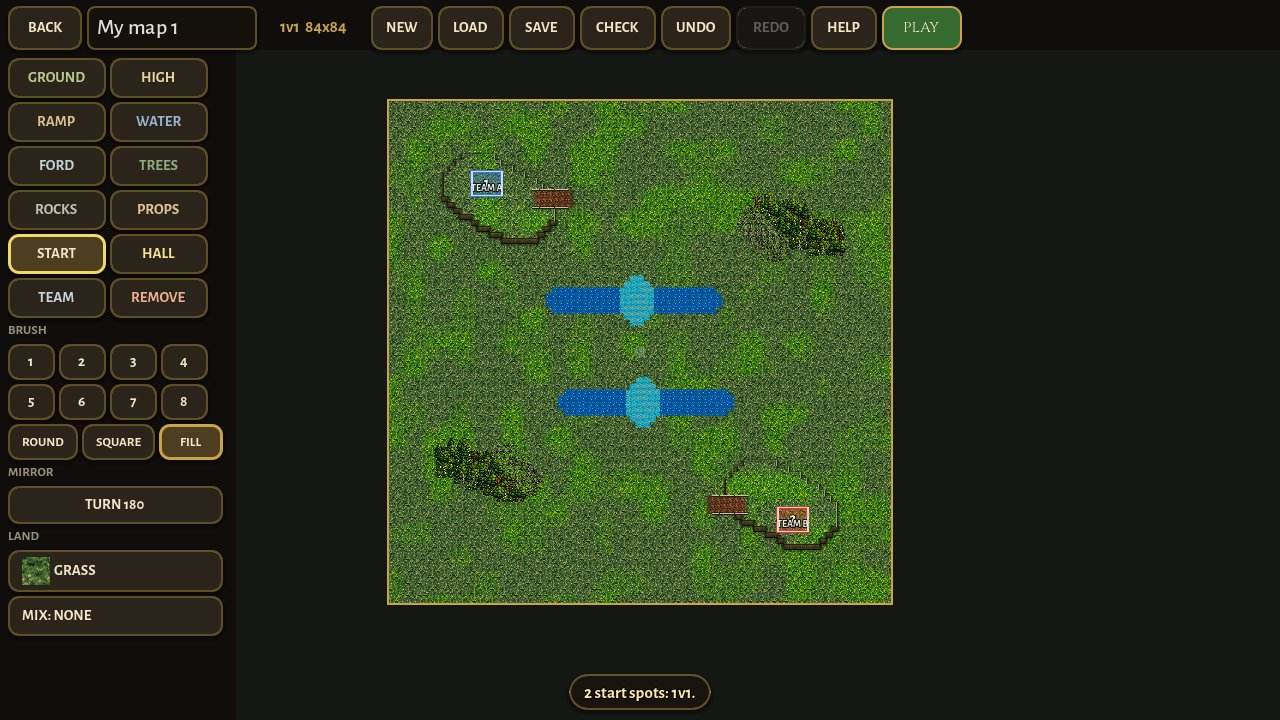 BACK
My map 1
1v1 84x84
NEW
LOAD
SAVE
CHECK
UNDO
REDO
HELP
PLAY
GROUND
HIGH
RAMP
WATER
FORD
TREES
ROCKS
PROPS
START
HALL
TEAM
REMOVE
BRUSH
1
2
3
4
5
6
7
8
ROUND
SQUARE
FILL
MIRROR
TURN 180
LAND
GRASS
MIX: NONE
TEAM A
TEAM B
2 start spots: 1v1.